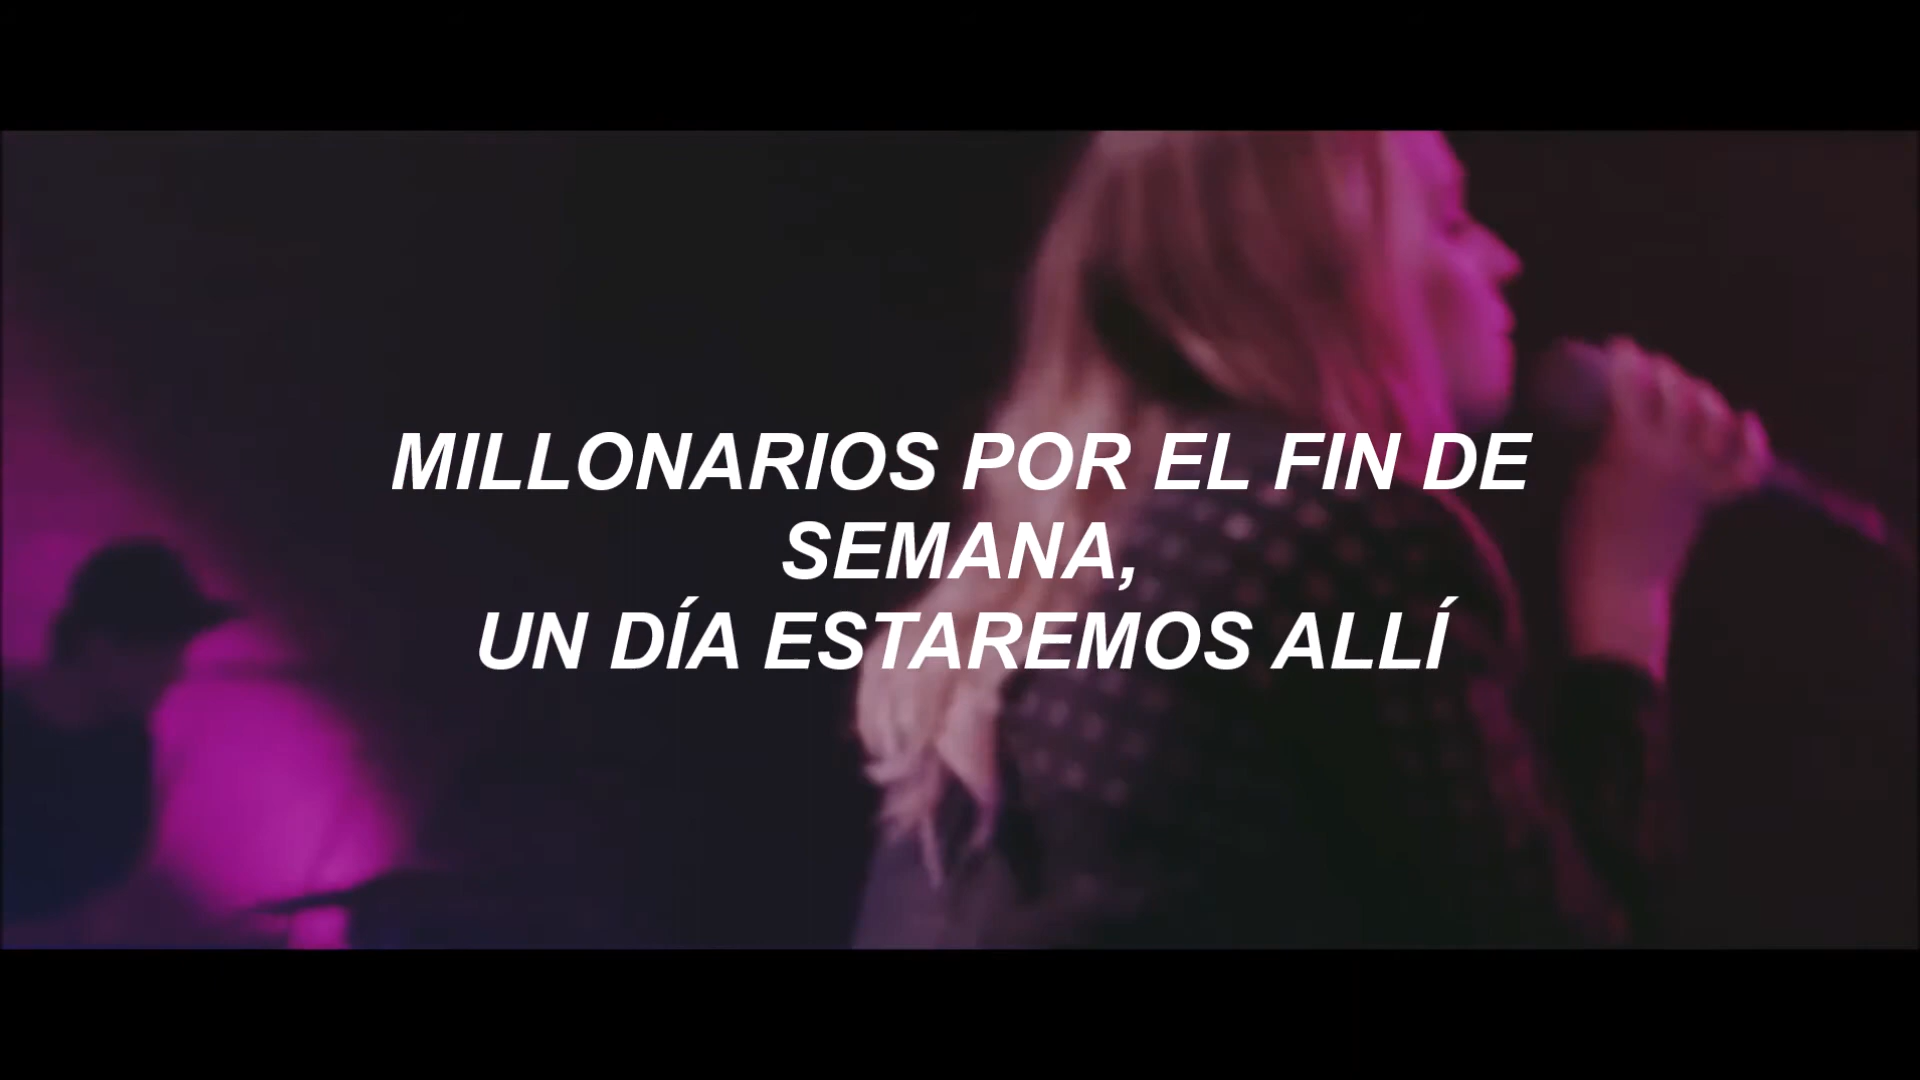 MILLONARIOS POR EL FIN DE
SEMANA,
UN DÍA ESTAREMOS ALLÍ